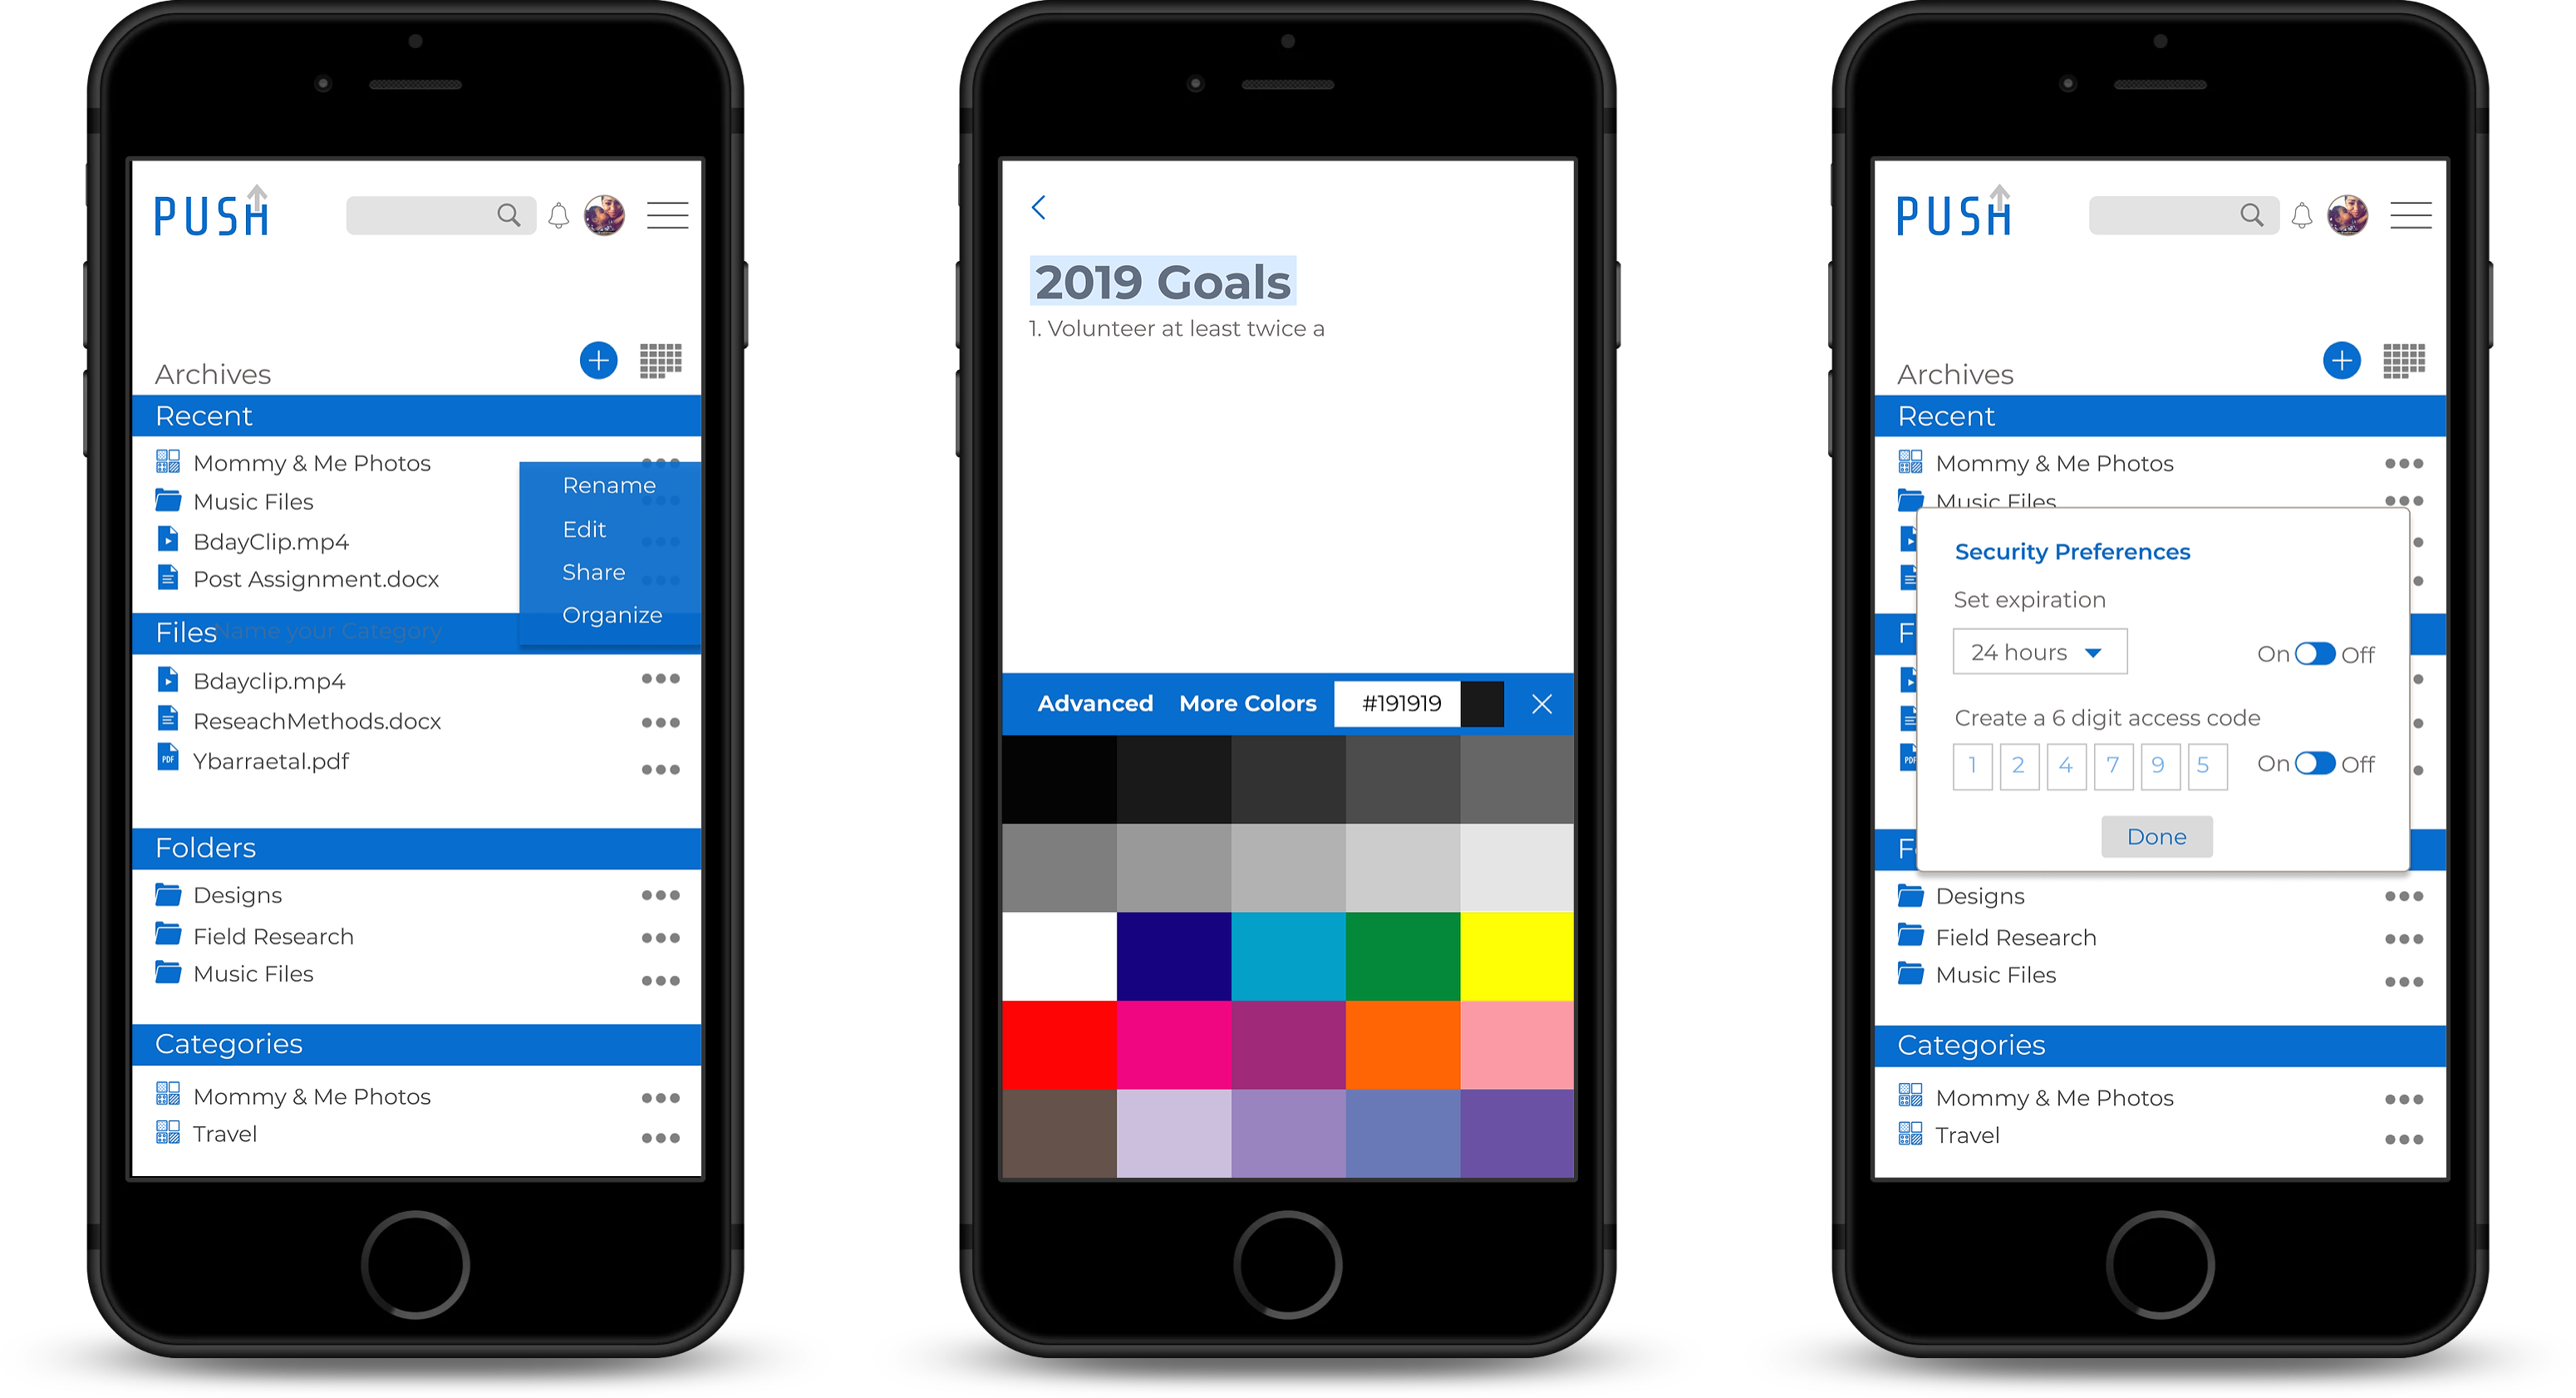 PUSH
Archives
Recent
Mommy & Me Photos
Music Files
BdayClip.mp4
Post Assignment.docx
Rename
Edit
Share
Organize
Files
Name your Category
Bdayclip.mp4
ReseachMethods.docx
PDF
Ybarraetal.pdf
Folders
Designs
Field Research
Music Files
Categories
Mommy & Me Photos
Travel
2019 Goals
1. Volunteer at least twice a
Advanced More Colors #191919
PUSH
Archives
Recent
Mommy & Me Photos
Music Files
Security Preferences
Set expiration
24 hours On Off
F
Create a 6 digit access code
1 2 4 7 9 5 On Off
PDF
Done
F
Designs
Field Research
Music Files
Categories
Mommy & Me Photos
Travel